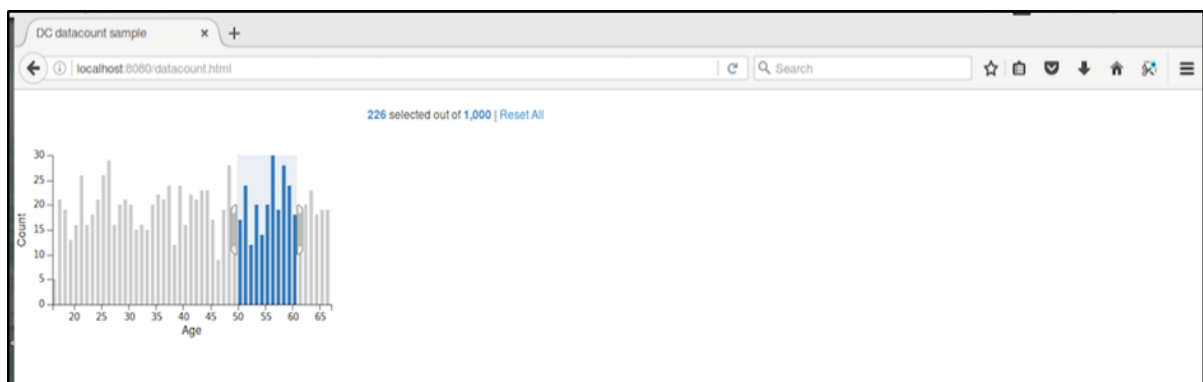 DC datacount sample
localhost:8080/datacount.html
Search
226 selected out of 1,000 | Reset All
30
25
20
15
10
5
0
Count
20 25 30 35 40 45 50 55 60 65
Age